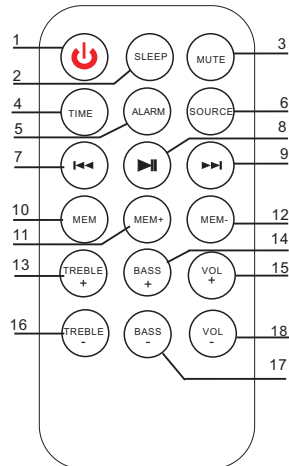 1
3
SLEEP
MUTE
2
4
6
TIME
ALARM
SOURCE
5
8
7
9
10
MEM
MEM+
MEM-
12
11
14
13
TREBLE
+
BASS
+
VOL
+
15
16
TREBLE
-
BASS
-
VOL
-
18
17